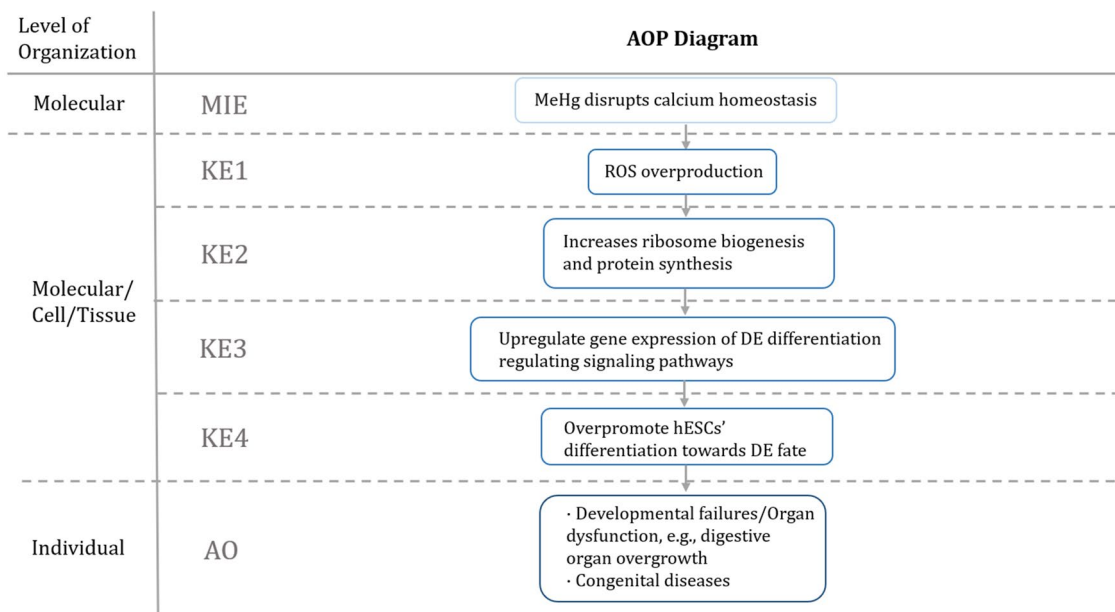 Level of
Organization
AOP Diagram
Molecular
MIE
MeHg disrupts calcium homeostasis
KE1
ROS overproduction
KE2
Increases ribosome biogenesis
and protein synthesis
Molecular/
Cell/Tissue
KE3
Upregulate gene expression of DE differentiation
regulating signaling pathways
KE4
Overpromote hESCs’
differentiation towards DE fate
Individual
AO
· Developmental failures/Organ
dysfunction, e.g., digestive
organ overgrowth
· Congenital diseases